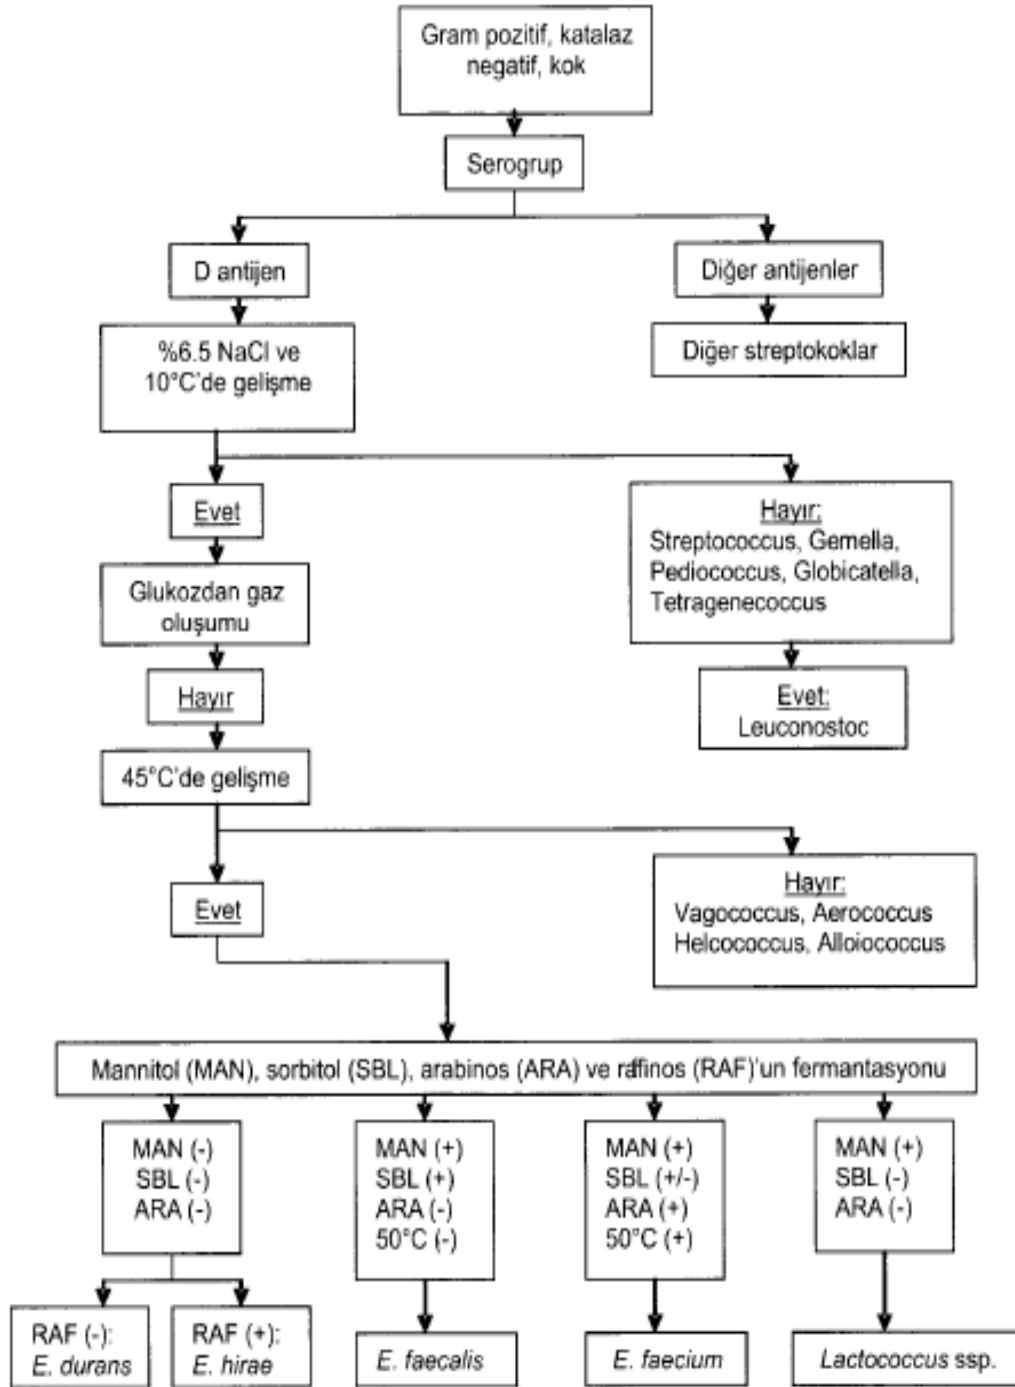 Gram pozitif, katalaz
negatif, kok
Serogrup
D antijen
Diğer antijenler
%6.5 NaCl ve
10°C'de gelişme
Diğer streptokoklar
Evet
Hayır:
Streptococcus, Gemella,
Pediococcus, Globicatella,
Tetragenecoccus
Glukozdan gaz
oluşumu
Hayır
Evet:
Leuconostoc
45°C'de gelişme
Evet
Hayır:
Vagococcus, Aerococcus
Helcococcus, Alloiococcus
Mannitol (MAN), sorbitol (SBL), arabinos (ARA) ve raffinos (RAF)'un fermantasyonu
MAN (-)
SBL (-)
ARA (-)
MAN (+)
SBL (+)
ARA (-)
50°C (-)
MAN (+)
SBL (+/-)
ARA (+)
50°C (+)
MAN (+)
SBL (-)
ARA (-)
RAF (-):
E. durans
RAF (+):
E. hirae
E. faecalis
E. faecium
Lactococcus ssp.